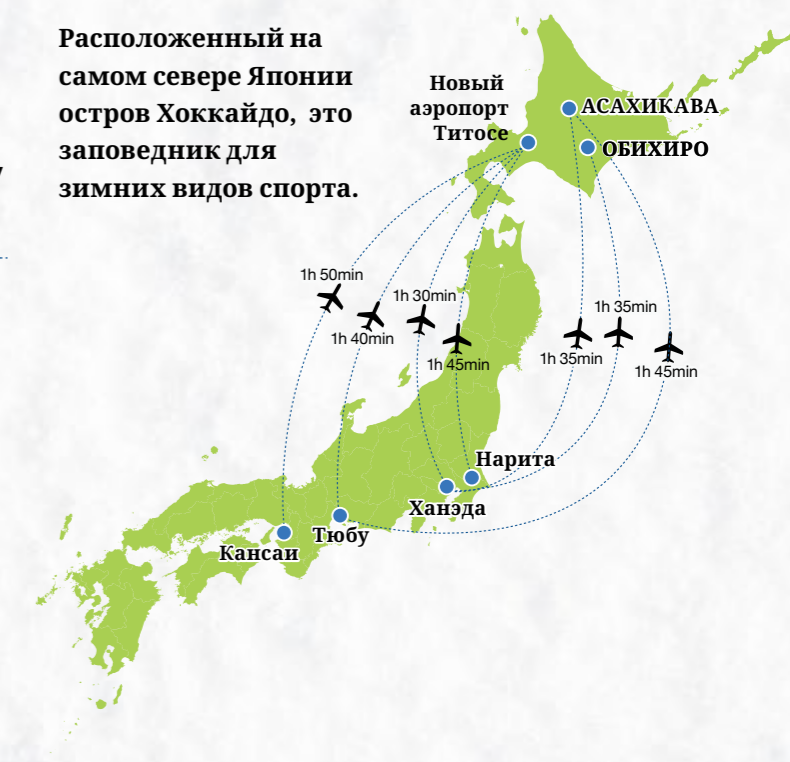 Расположенный на
самом севере Японии
остров Хоккайдо, это
заповедник для
зимних видов спорта.
Новый
аэропорт
Титосе
АСАХИКАВА
ОБИХИРО
1h 50min
1h 40min
1h 30min
1h 45min
1h 35min
1h 35min
1h 45min
Нарита
Ханэда
Тюбу
Кансаи